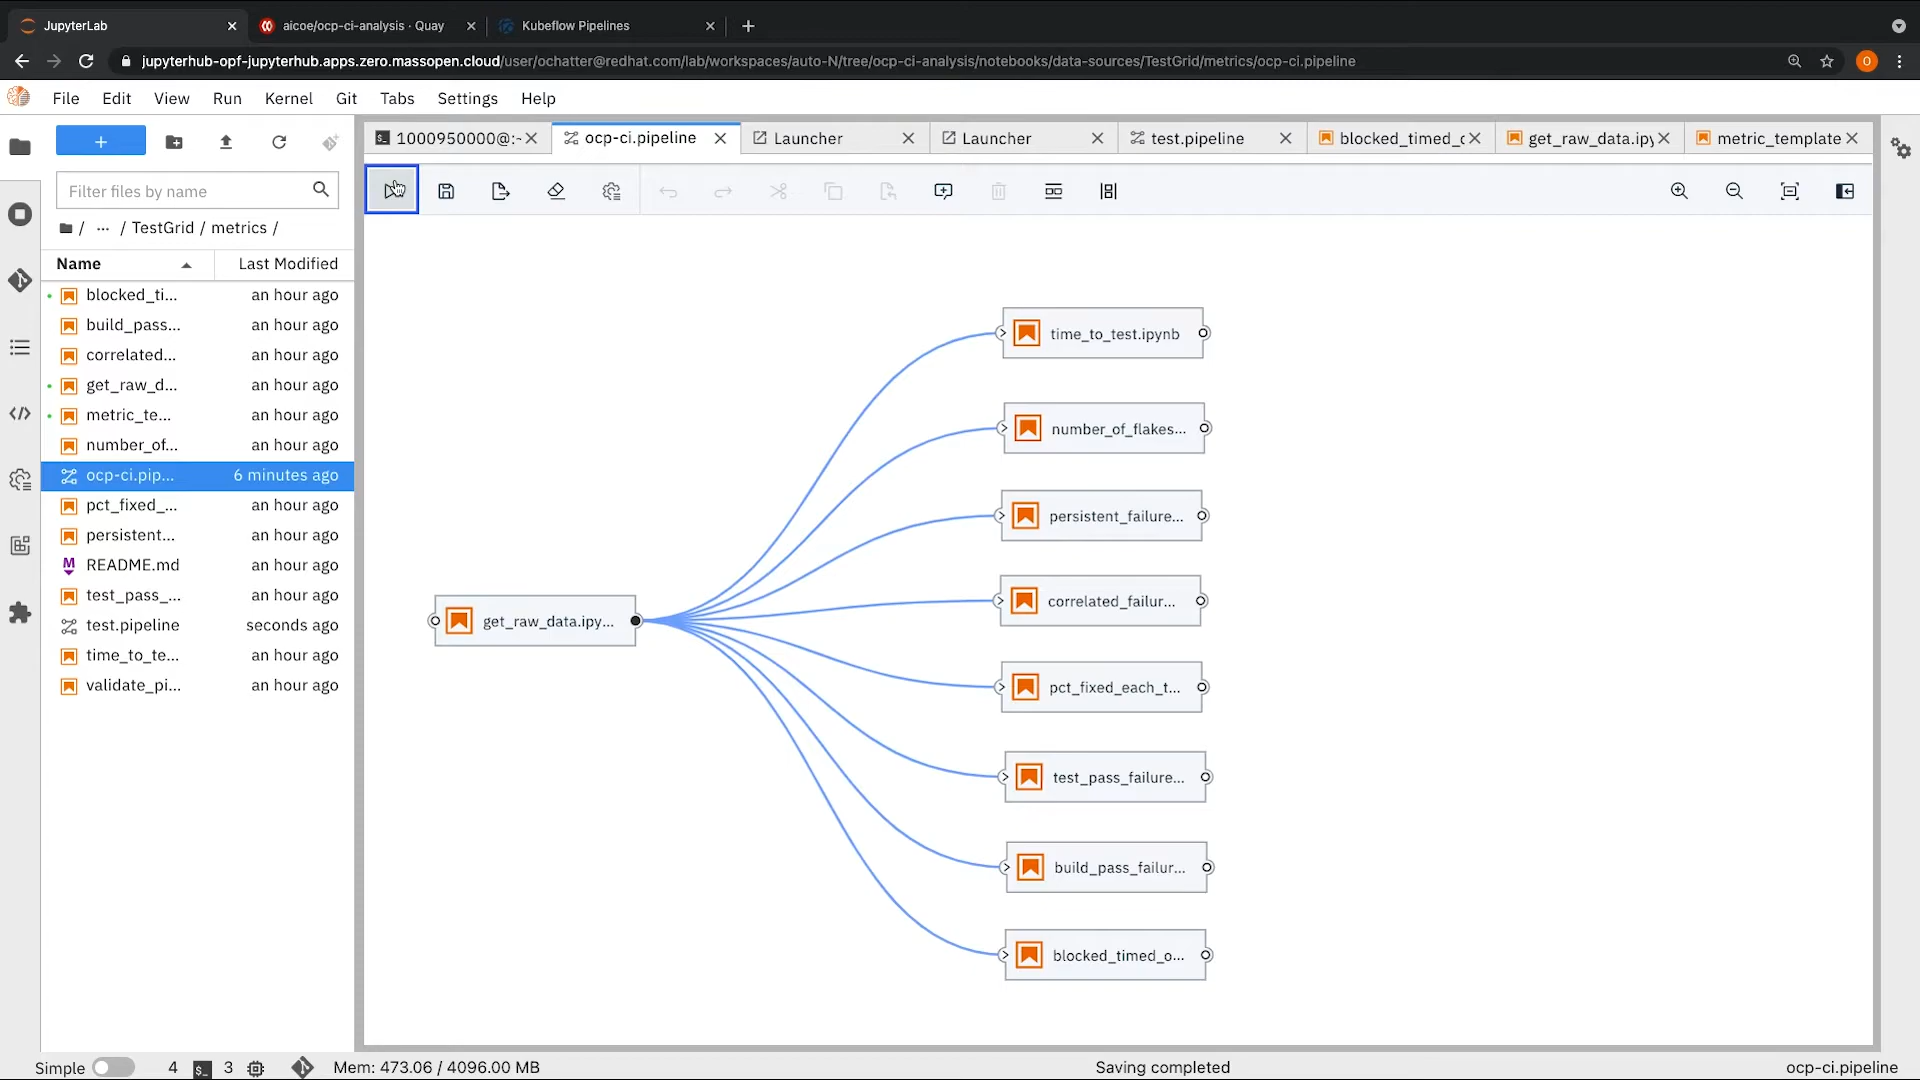 JupyterLab
aicoe/ocp-ci-analysis · Quay
Kubeflow Pipelines
jupyterhub-opf-jupyterhub.apps.zero.massopen.cloud/user/ochatter@redhat.com/lab/workspaces/auto-N/tree/ocp-ci-analysis/notebooks/data-sources/TestGrid/metrics/ocp-ci.pipeline
O
File Edit View Run Kernel Git Tabs Settings Help
1000950000@:~
ocp-ci.pipeline
Launcher
Launcher
test.pipeline
blocked_timed_c
get_raw_data.ipy
metric_template
Filter files by name
/ ... / TestGrid / metrics /
Name Last Modified
blocked_ti... an hour ago
build_pass... an hour ago
correlated... an hour ago
get_raw_d... an hour ago
metric_te... an hour ago
number_of... an hour ago
ocp-ci.pip... 6 minutes ago
pct_fixed_... an hour ago
persistent... an hour ago
README.md an hour ago
test_pass_... an hour ago
test.pipeline seconds ago
time_to_te... an hour ago
validate_pi... an hour ago
time_to_test.ipynb
number_of_flakes...
persistent_failure...
correlated_failur...
get_raw_data.ipy...
pct_fixed_each_t...
test_pass_failure...
build_pass_failur...
blocked_timed_o...
Simple 4 3 Mem: 473.06 / 4096.00 MB Saving completed ocp-ci.pipeline